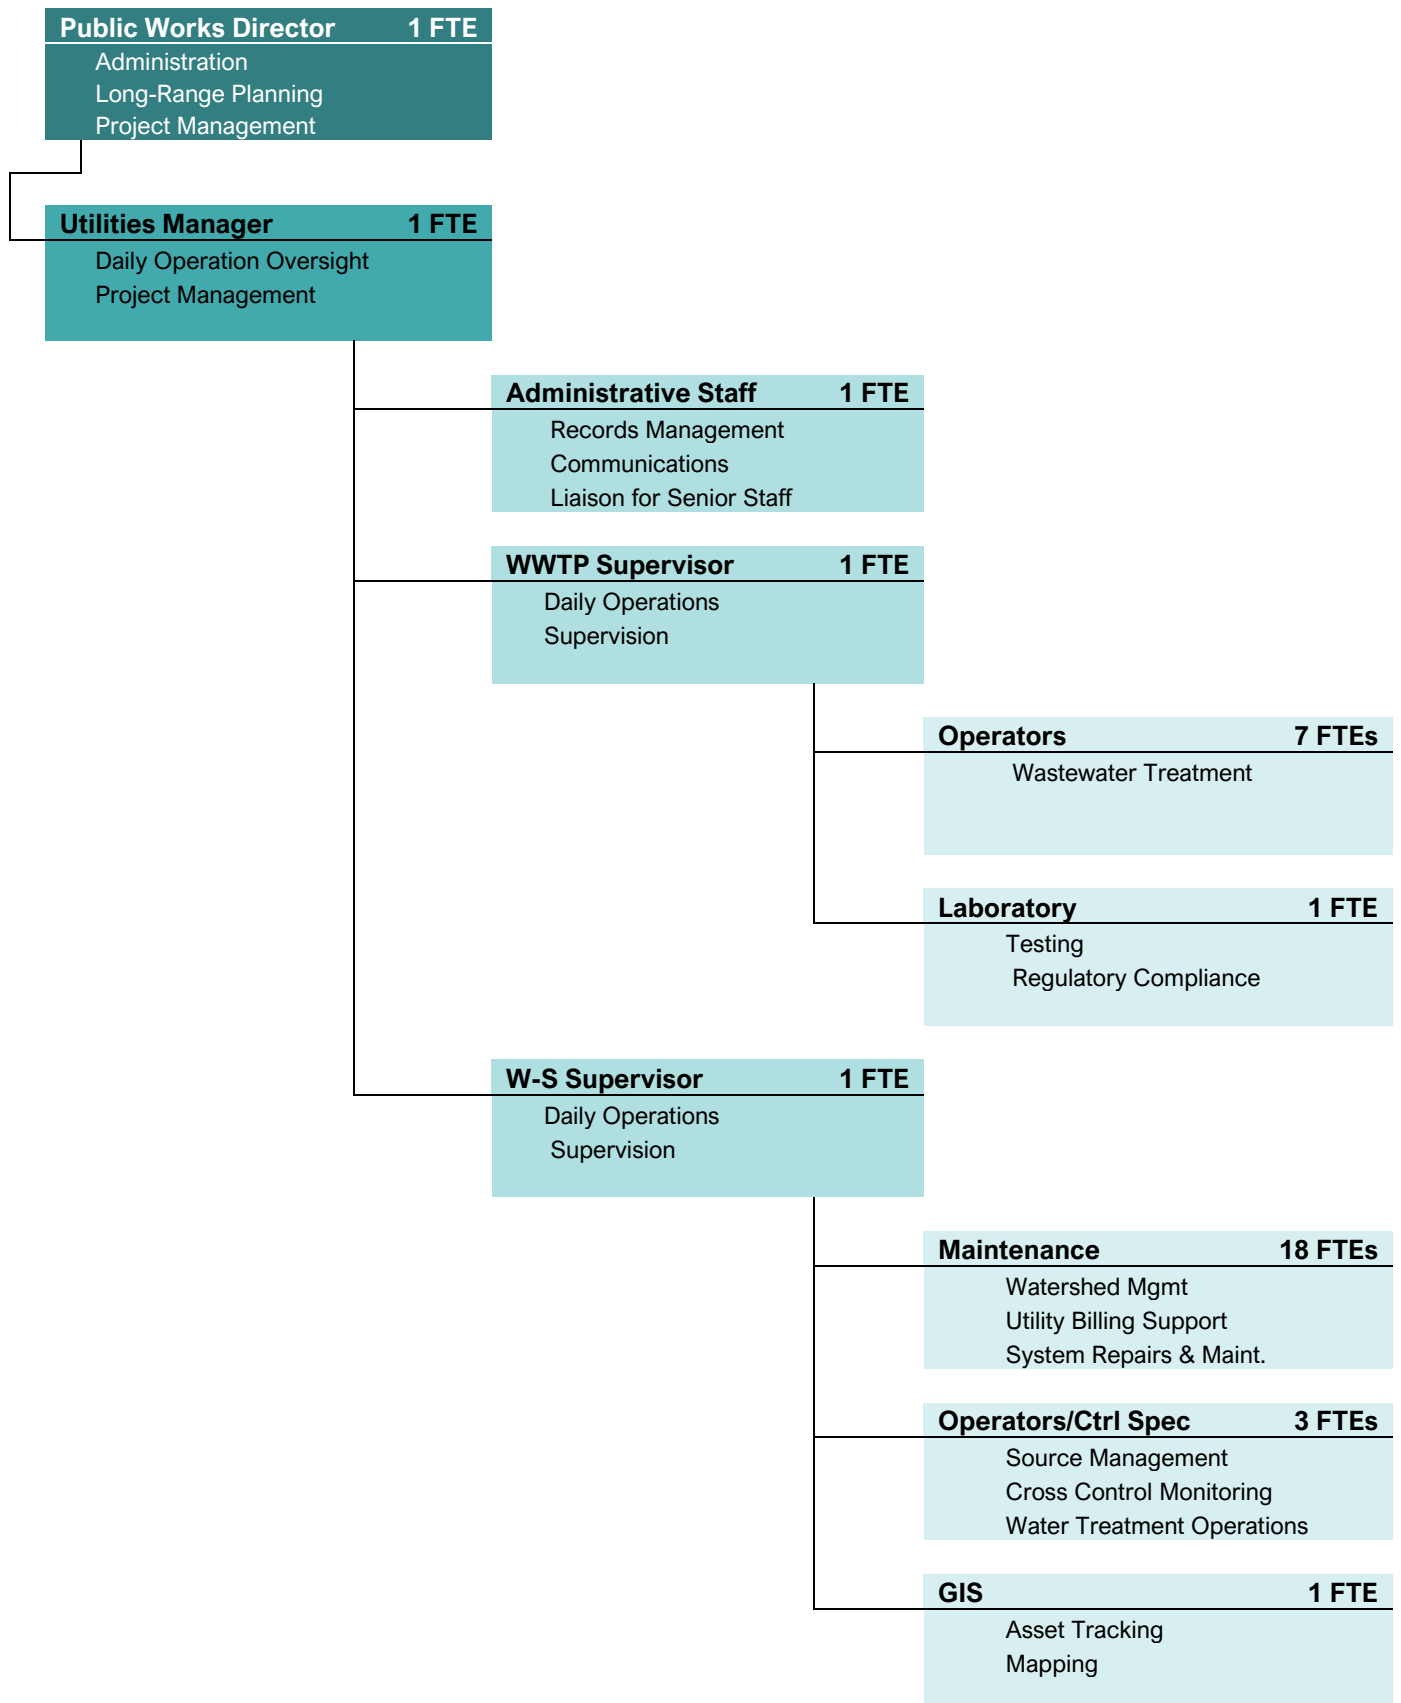 Public Works Director 1 FTE
Administration
Long-Range Planning
Project Management
Utilities Manager 1 FTE
Daily Operation Oversight
Project Management
Administrative Staff 1 FTE
Records Management
Communications
Liaison for Senior Staff
WWTP Supervisor 1 FTE
Daily Operations
Supervision
Operators 7 FTEs
Wastewater Treatment
Laboratory 1 FTE
Testing
Regulatory Compliance
W-S Supervisor 1 FTE
Daily Operations
Supervision
Maintenance 18 FTEs
Watershed Mgmt
Utility Billing Support
System Repairs & Maint.
Operators/Ctrl Spec 3 FTEs
Source Management
Cross Control Monitoring
Water Treatment Operations
GIS 1 FTE
Asset Tracking
Mapping